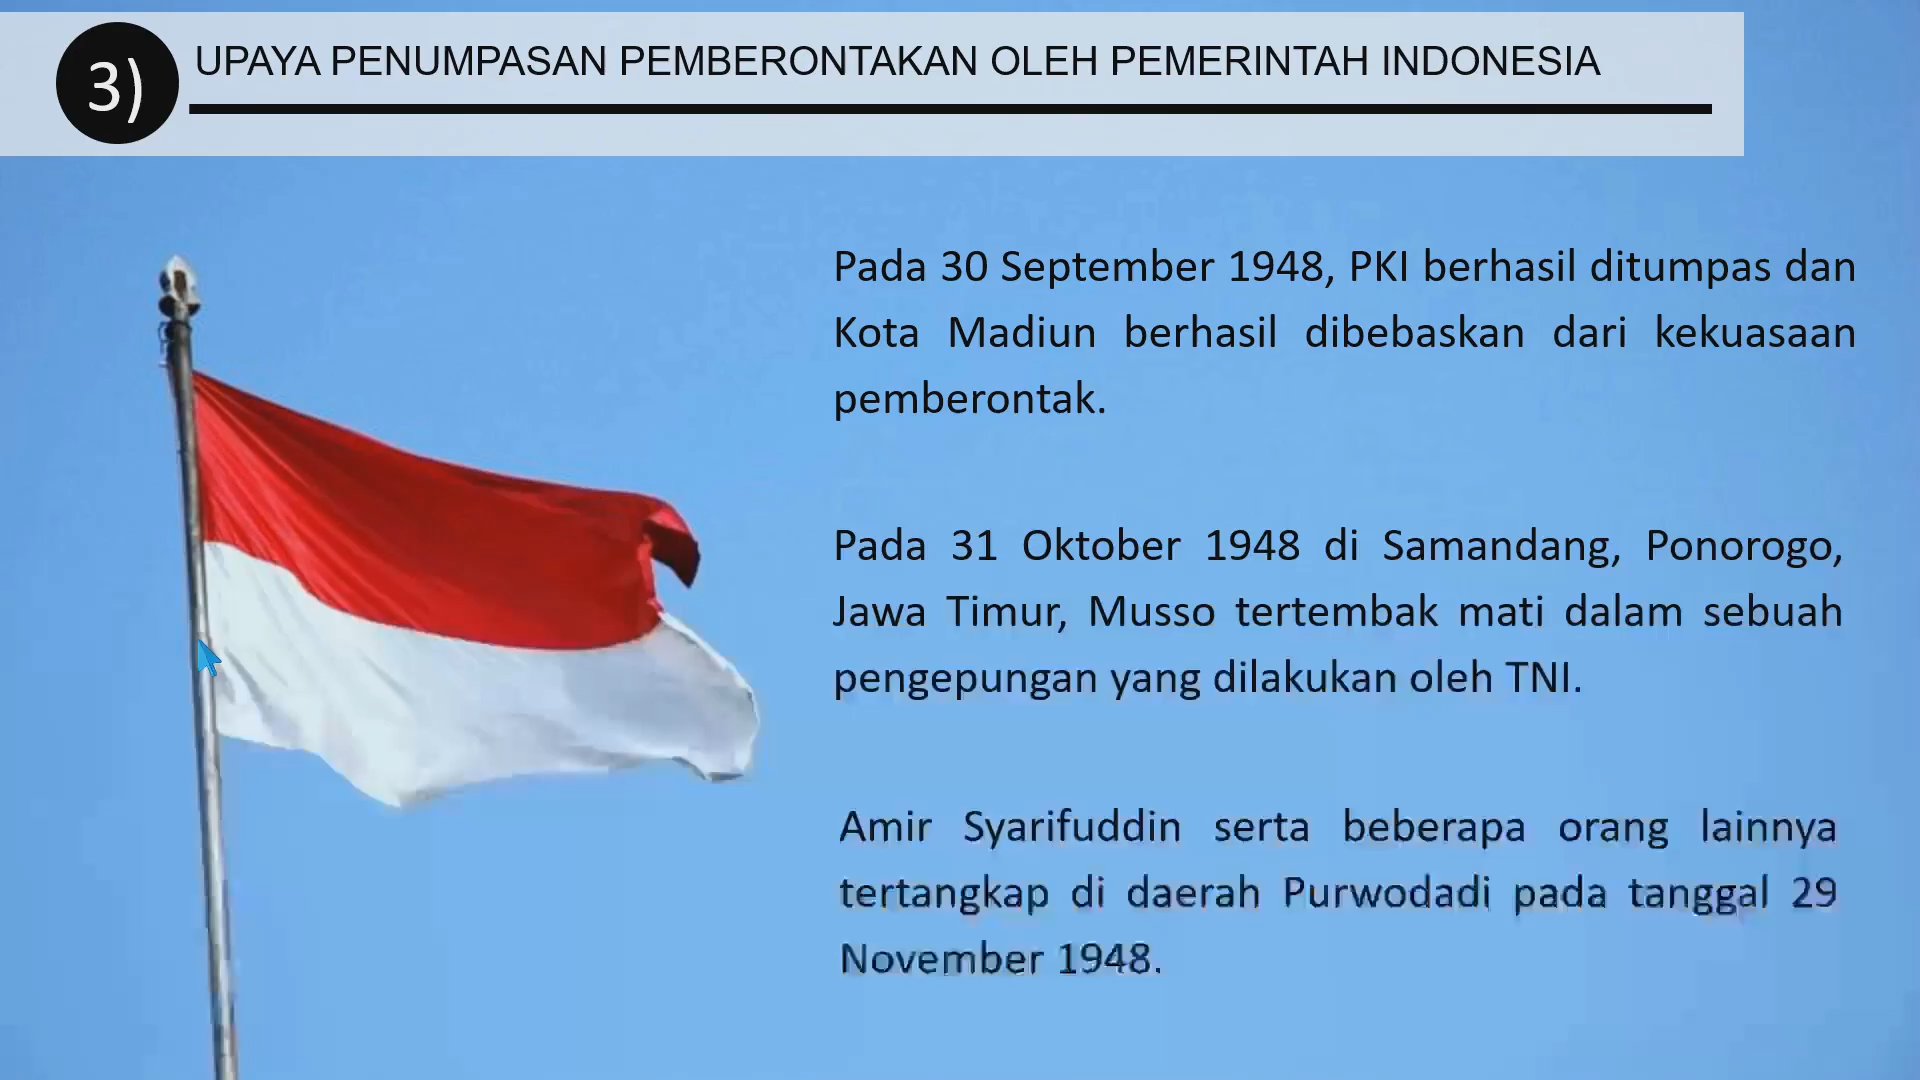 3)
UPAYA PENUMPASAN PEMBERONTAKAN OLEH PEMERINTAH INDONESIA
Pada 30 September 1948, PKI berhasil ditumpas dan
Kota Madiun berhasil dibebaskan dari kekuasaan
pemberontak.
Pada 31 Oktober 1948 di Samandang, Ponorogo,
Jawa Timur, Musso tertembak mati dalam sebuah
pengepungan yang dilakukan oleh TNI.
Amir Syarifuddin serta beberapa orang lainnya
tertangkap di daerah Purwodadi pada tanggal 29
November 1948.